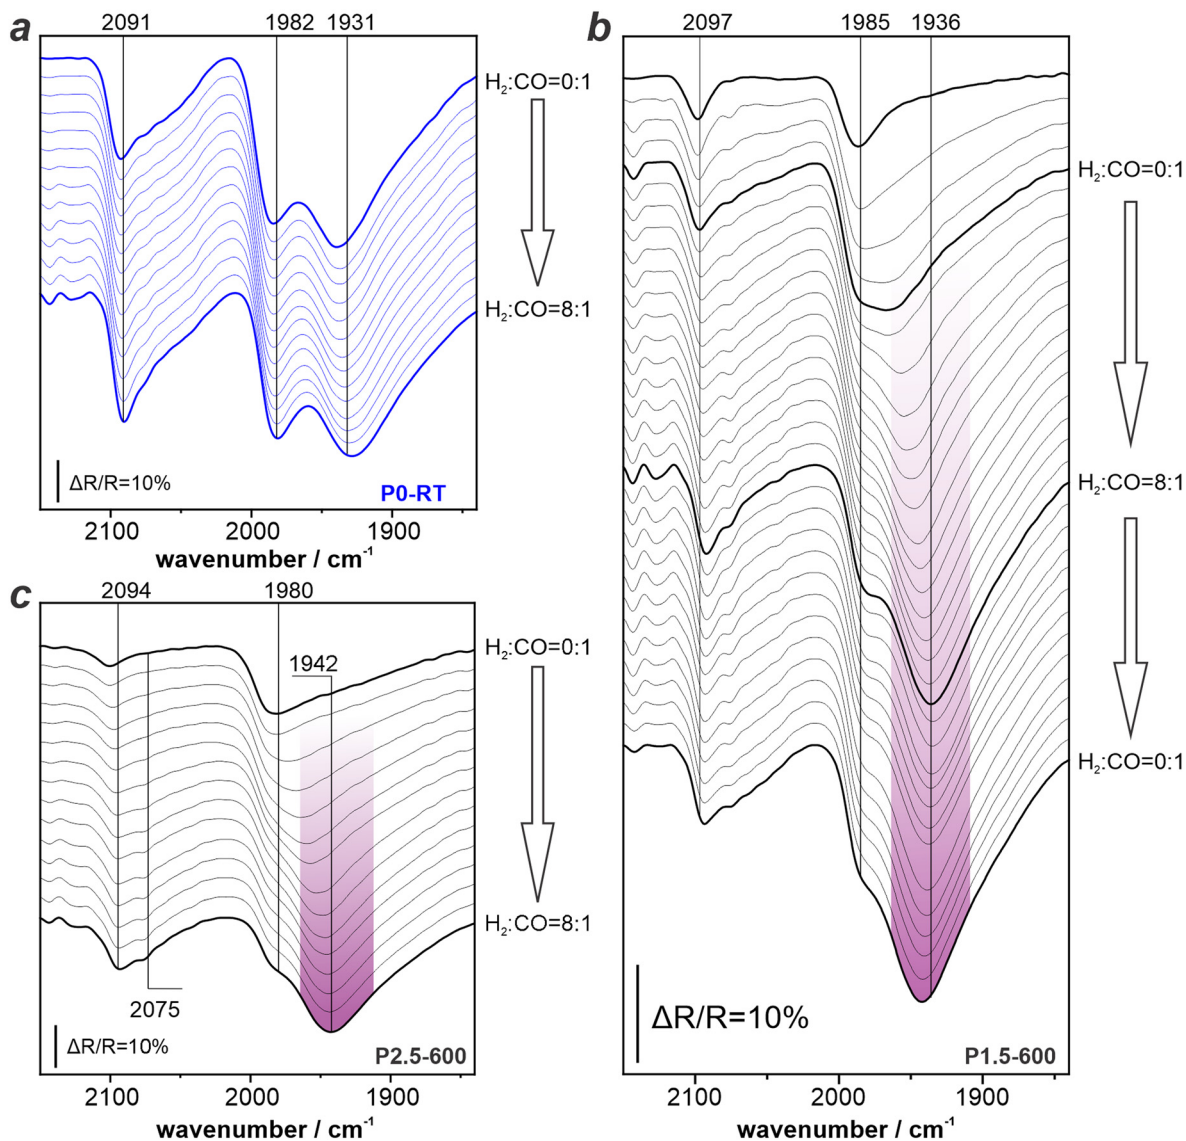 a
2091 1982 1931
H₂:CO=0:1
H₂:CO=8:1
ΔR/R=10%
P0-RT
2100 2000 1900
wavenumber / cm⁻¹
b
2097 1985 1936
H₂:CO=0:1
H₂:CO=8:1
H₂:CO=0:1
ΔR/R=10%
P1.5-600
2100 2000 1900
wavenumber / cm⁻¹
c
2094 1980
1942
H₂:CO=0:1
H₂:CO=8:1
2075
ΔR/R=10%
P2.5-600
2100 2000 1900
wavenumber / cm⁻¹